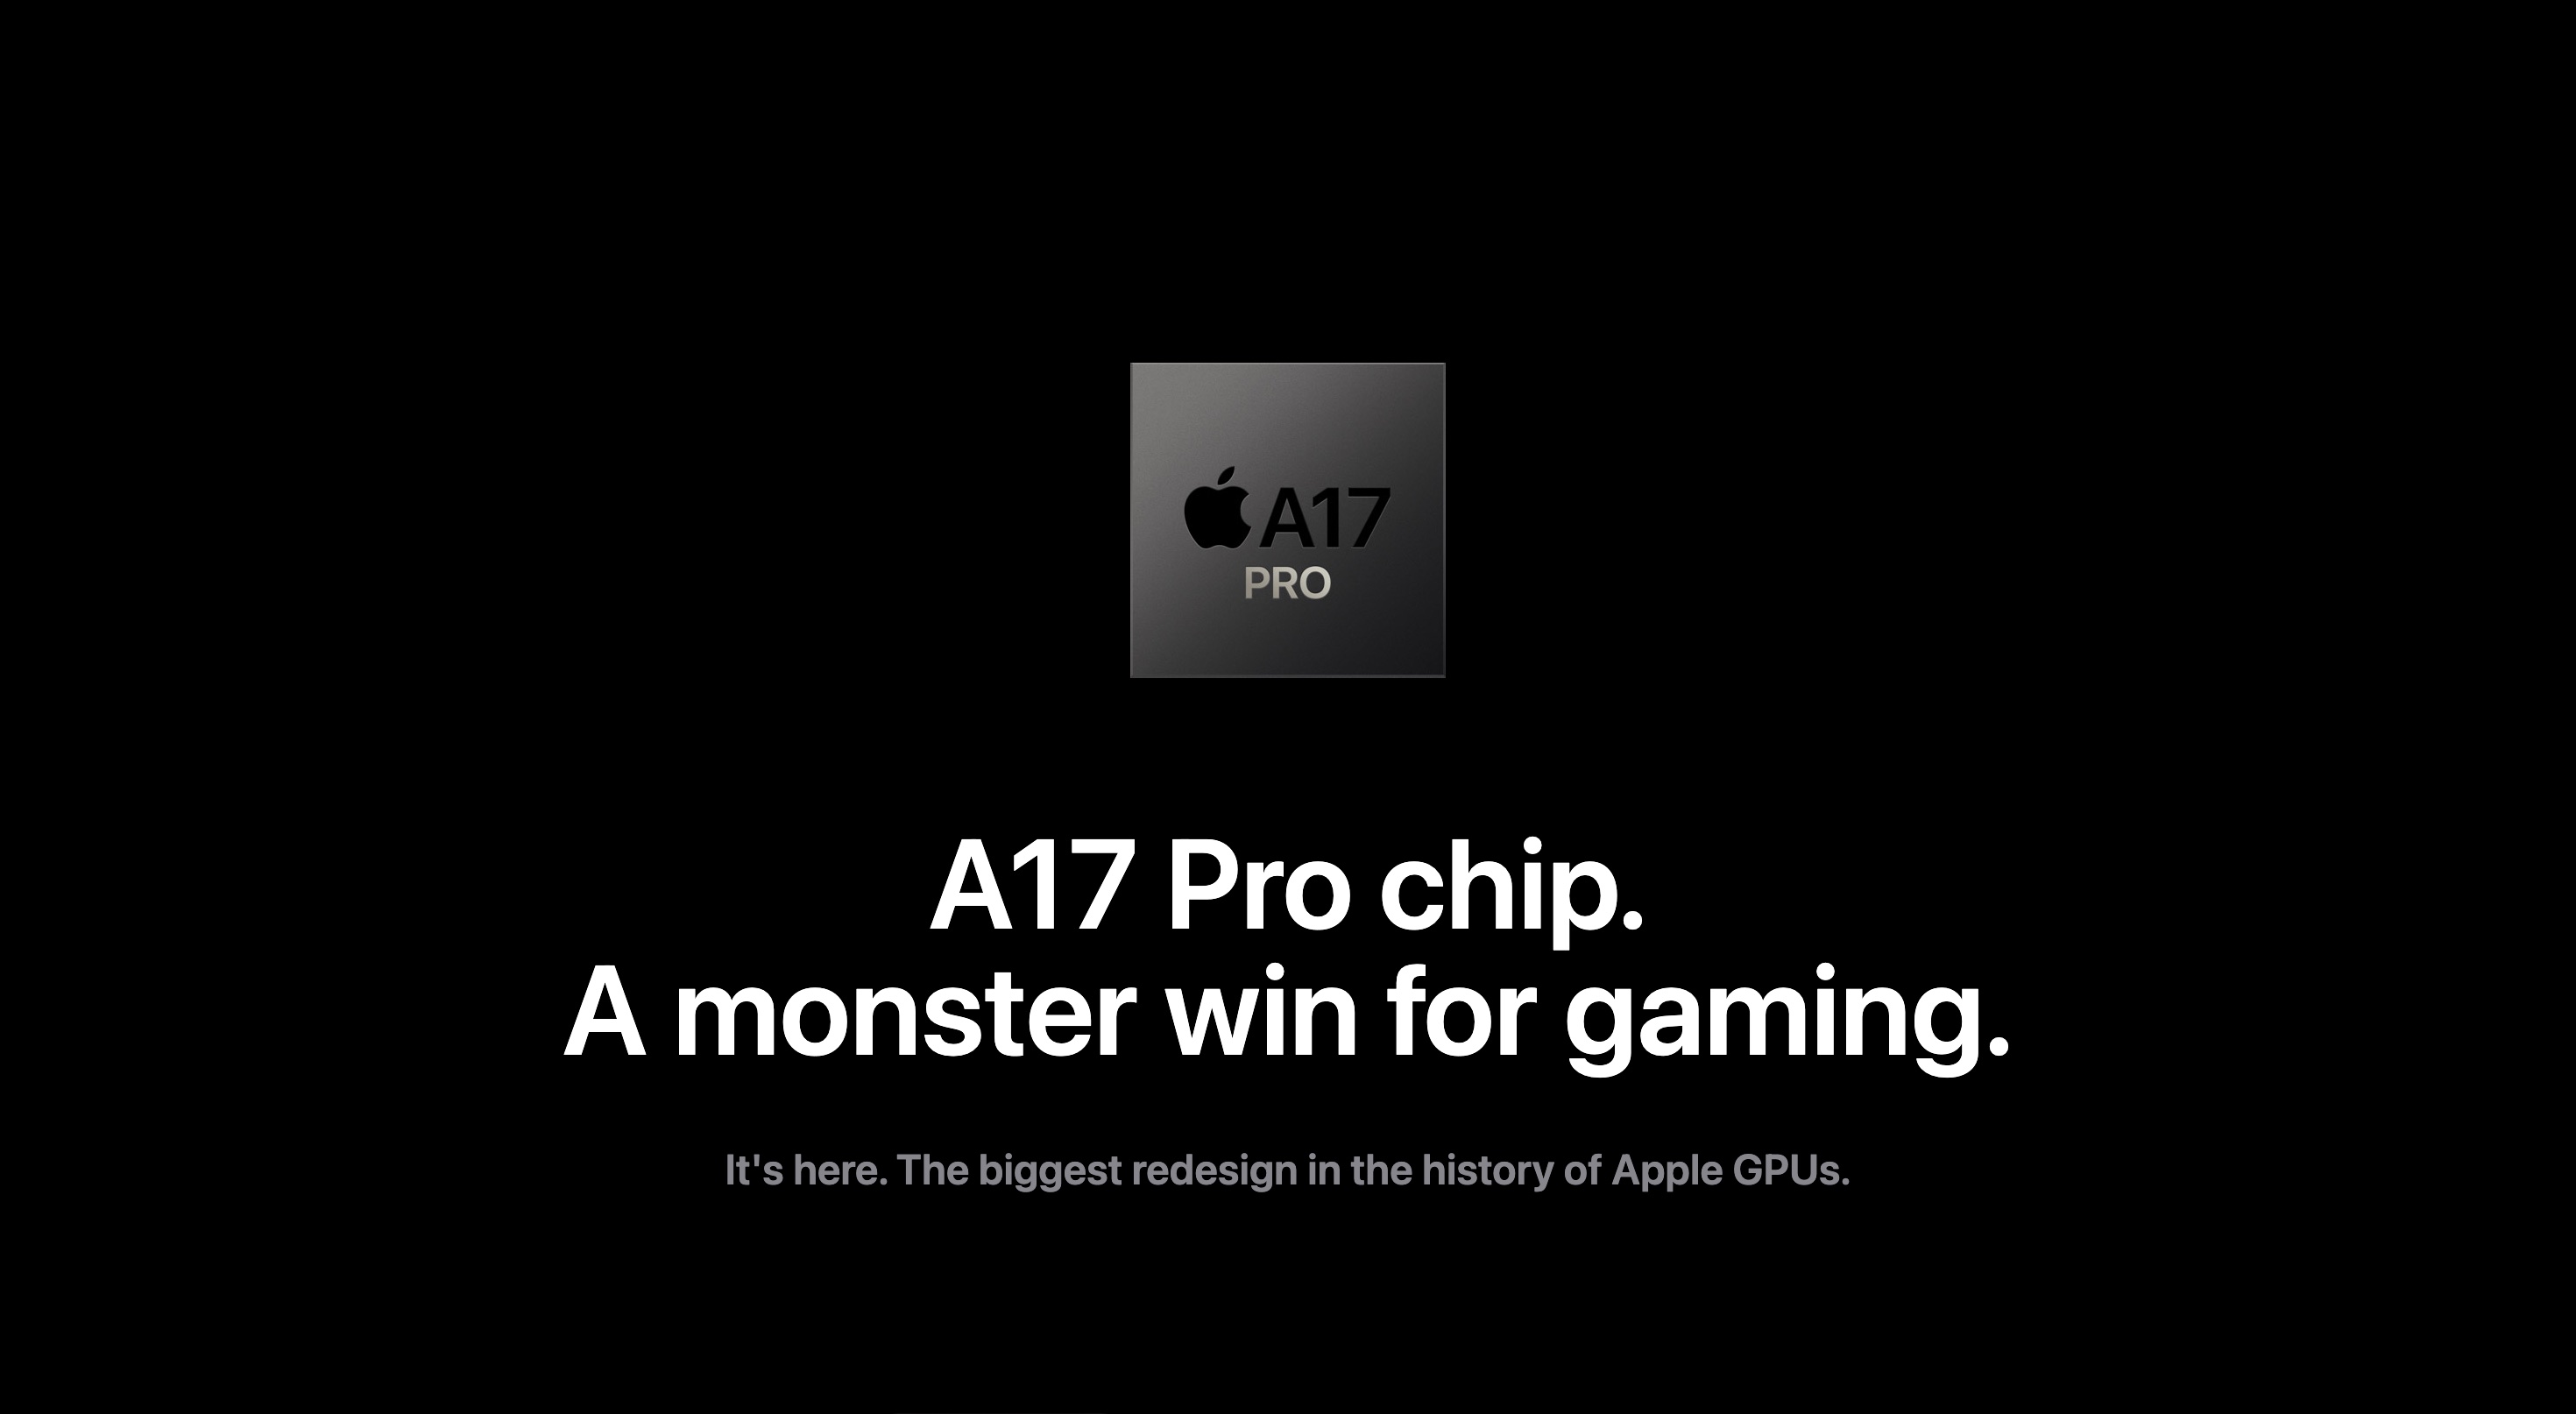 A17
PRO
A17 Pro chip.
A monster win for gaming.
It's here. The biggest redesign in the history of Apple GPUs.